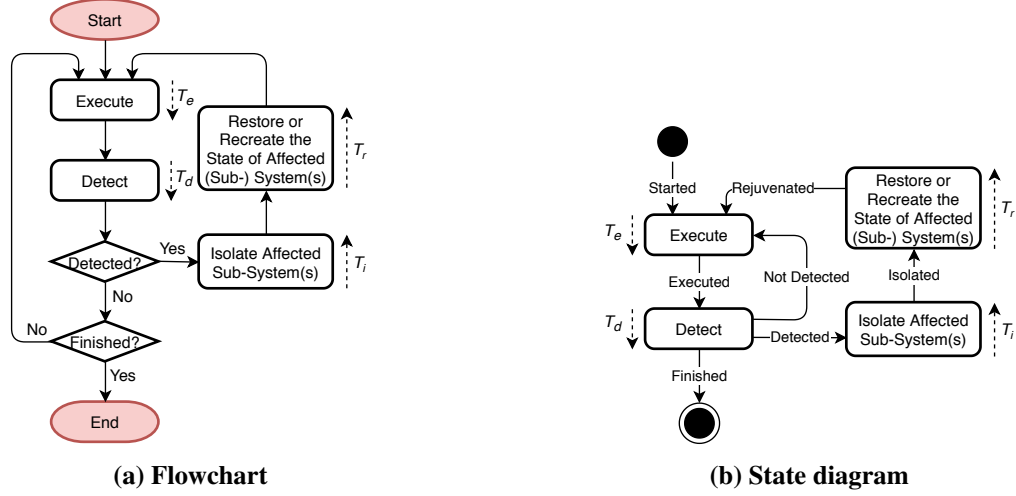 Start
Execute
T_e
Detect
T_d
Detected?
Yes
No
Finished?
No
Yes
End
Isolate Affected
Sub-System(s)
T_i
Restore or
Recreate the
State of Affected
(Sub-) System(s)
T_r
(a) Flowchart
Started
Rejuvenated
T_e
Execute
Executed
Not Detected
T_d
Detect
Detected
Finished
Isolate Affected
Sub-System(s)
T_i
Isolated
Restore or
Recreate the
State of Affected
(Sub-) System(s)
T_r
(b) State diagram